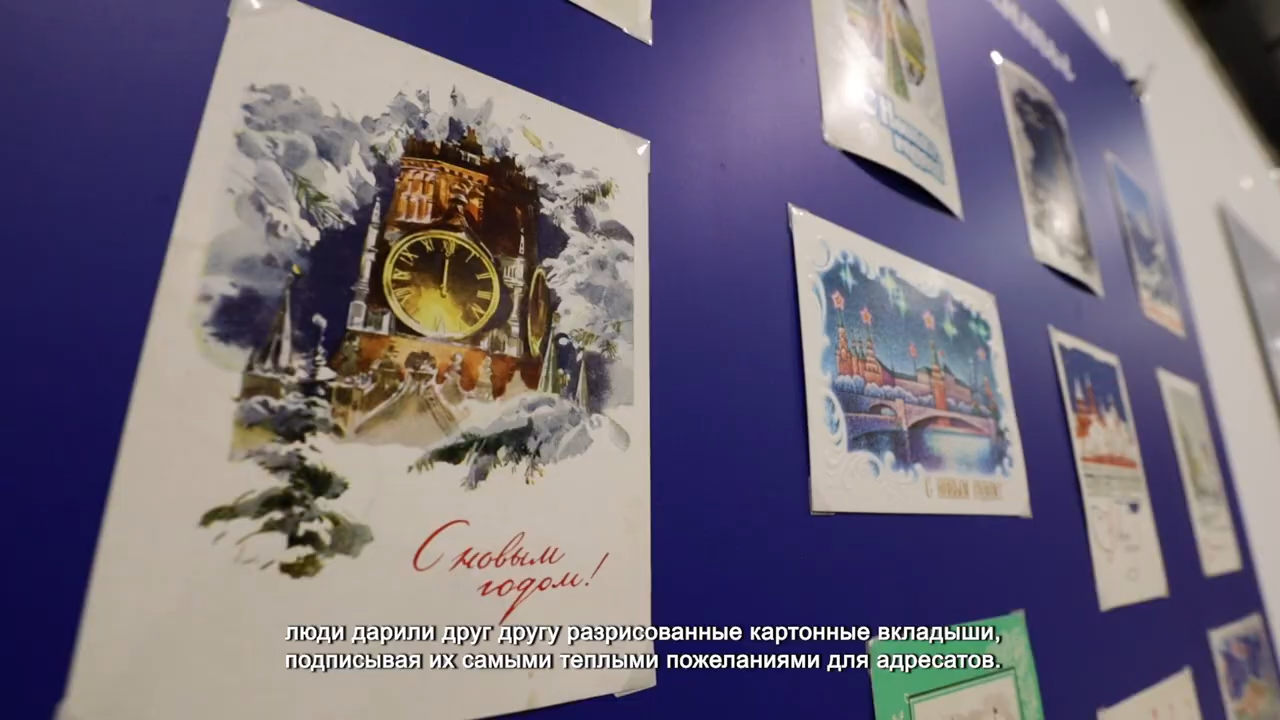 С новым
годом!
С НОВЫМ ГОДОМ!
люди дарили друг другу разрисованные картонные вкладыши,
подписывая их самыми теплыми пожеланиями для адресатов.